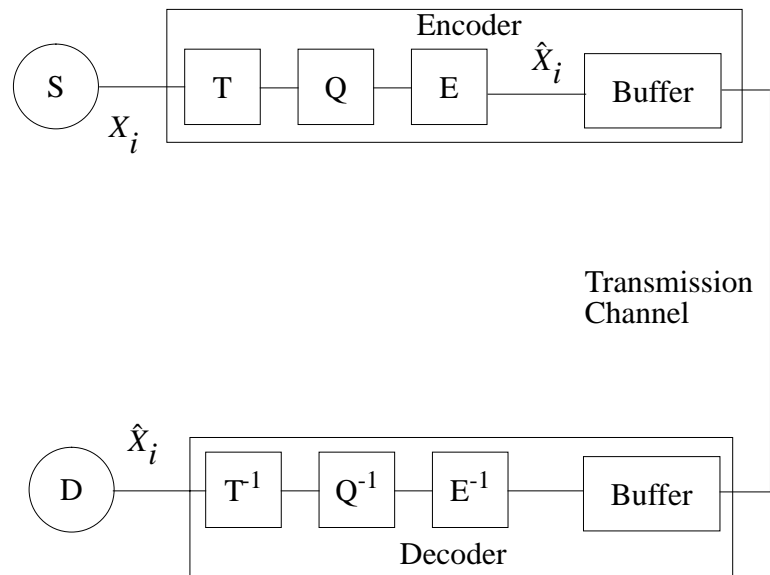 Encoder
S
T
Q
E
X̂ᵢ
Buffer
Xᵢ
Transmission
Channel
X̂ᵢ
D
T⁻¹
Q⁻¹
E⁻¹
Buffer
Decoder